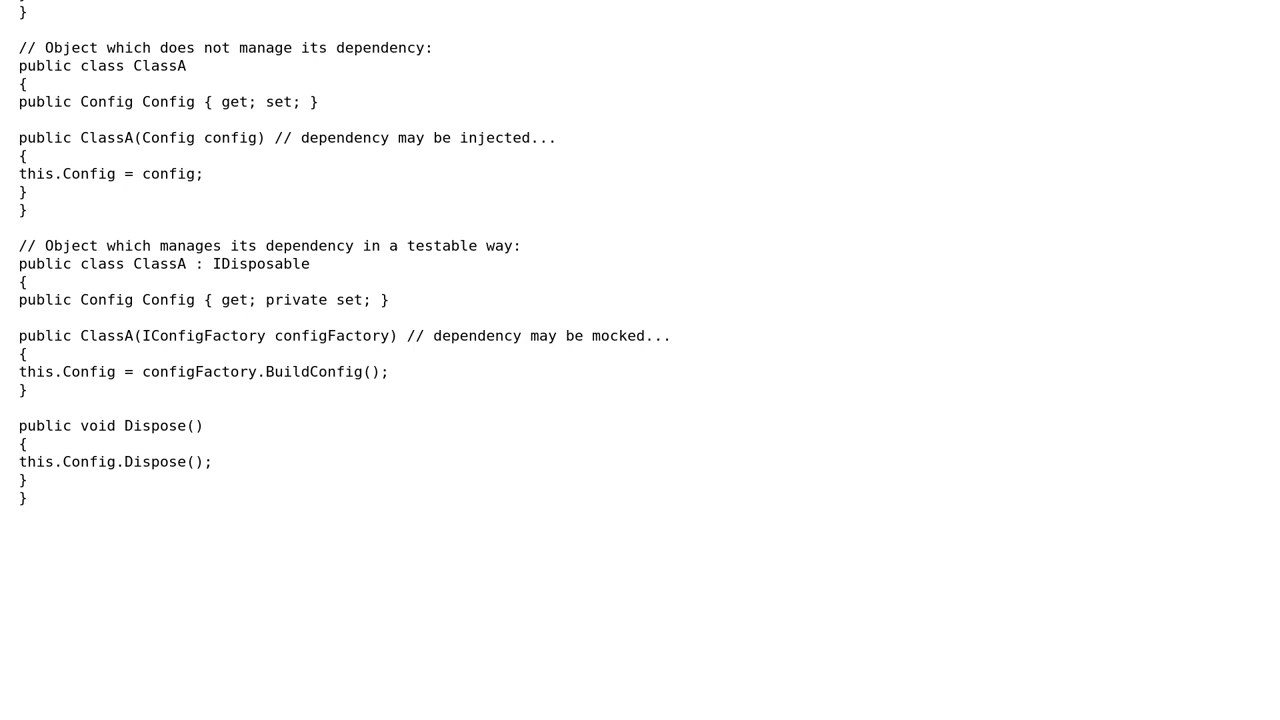 }
// Object which does not manage its dependency:
public class ClassA
{
public Config Config { get; set; }
public ClassA(Config config) // dependency may be injected...
{
this.Config = config;
}
}
// Object which manages its dependency in a testable way:
public class ClassA : IDisposable
{
public Config Config { get; private set; }
public ClassA(IConfigFactory configFactory) // dependency may be mocked...
{
this.Config = configFactory.BuildConfig();
}
public void Dispose()
{
this.Config.Dispose();
}
}